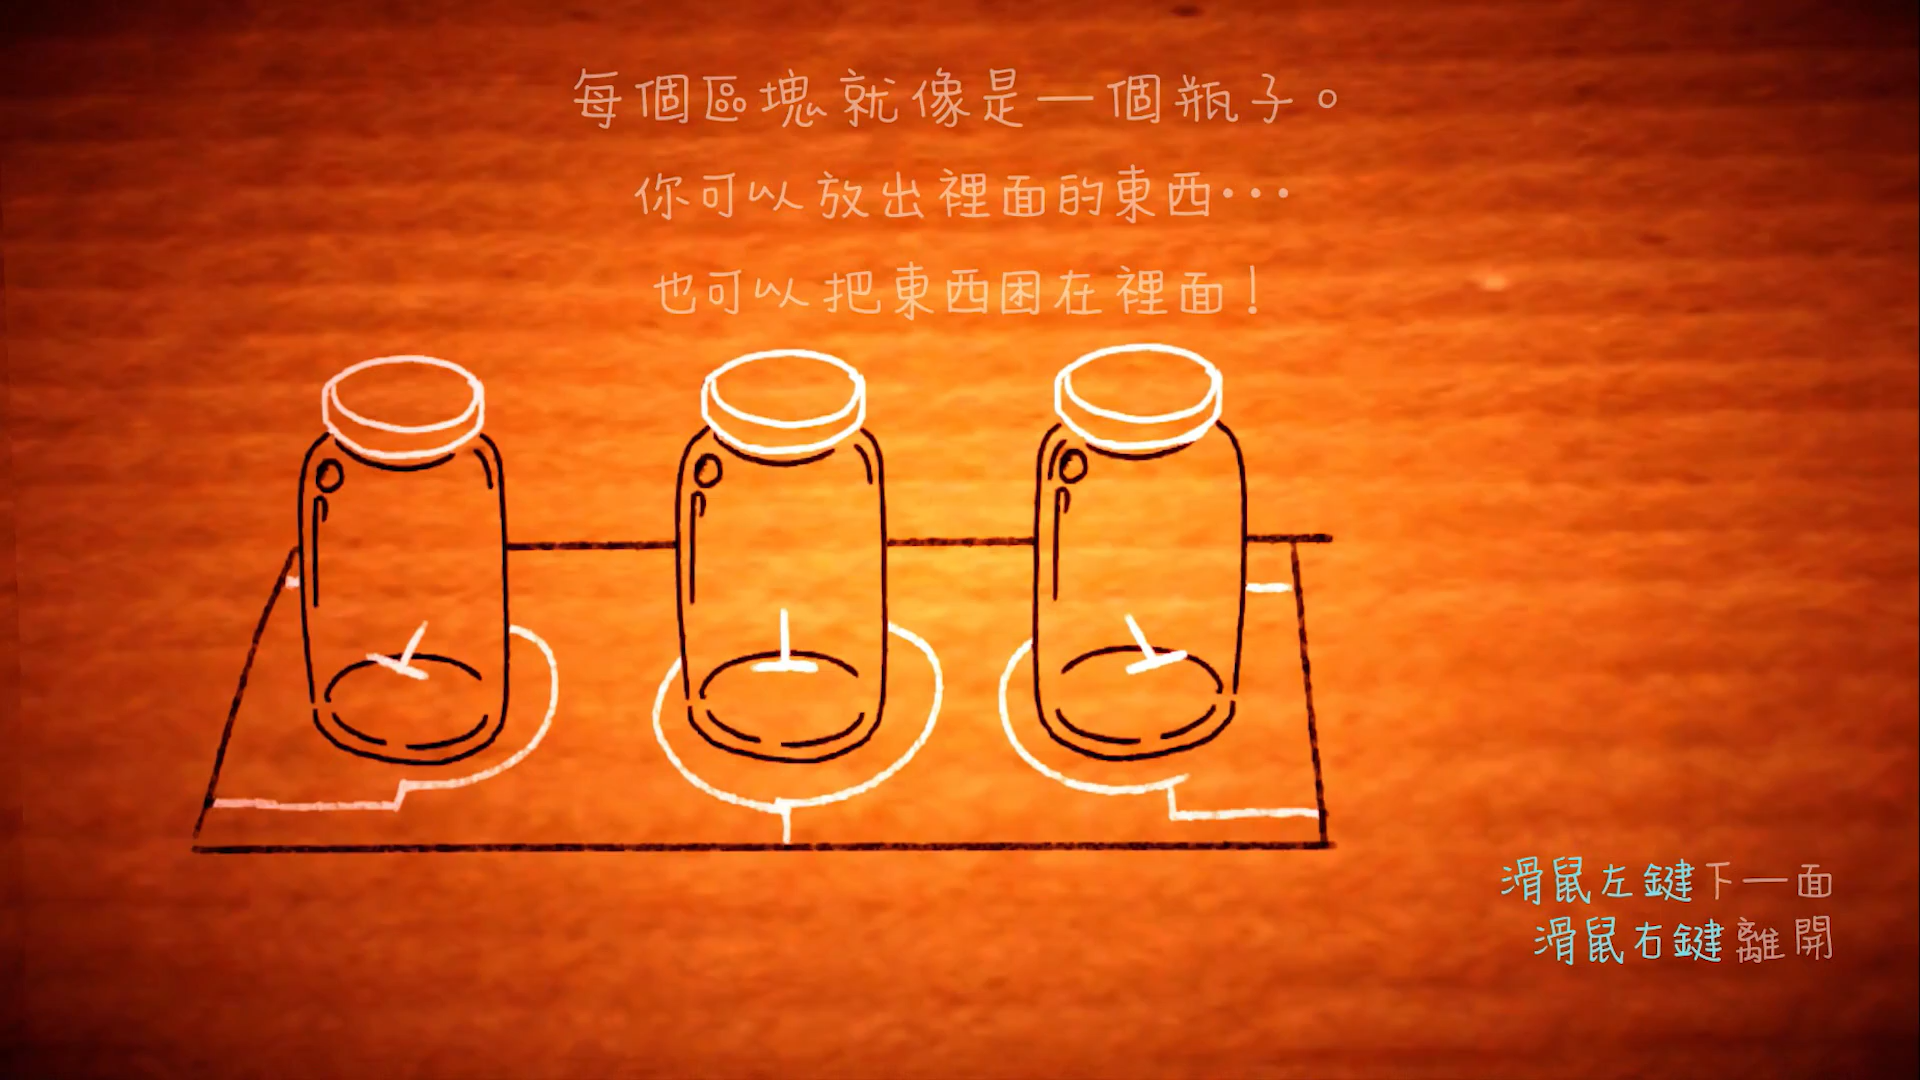 每個區塊就像是一個瓶子。
你可以放出裡面的東西···
也可以把東西困在裡面！
滑鼠左鍵下一面
滑鼠右鍵離開